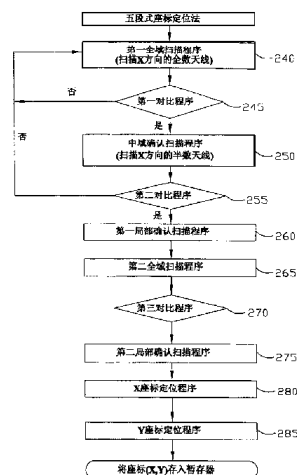 五段式座标定位法
第一全域扫描程序
(扫描X方向的全数天线)
240
否
第一对比程序
245
否
是
中域确认扫描程序
(扫描X方向的半数天线)
250
第二对比程序
255
是
第一局部确认扫描程序
260
第二全域扫描程序
265
第三对比程序
270
第二局部确认扫描程序
275
X座标定位程序
280
Y座标定位程序
285
将座标(X,Y)存入暂存器